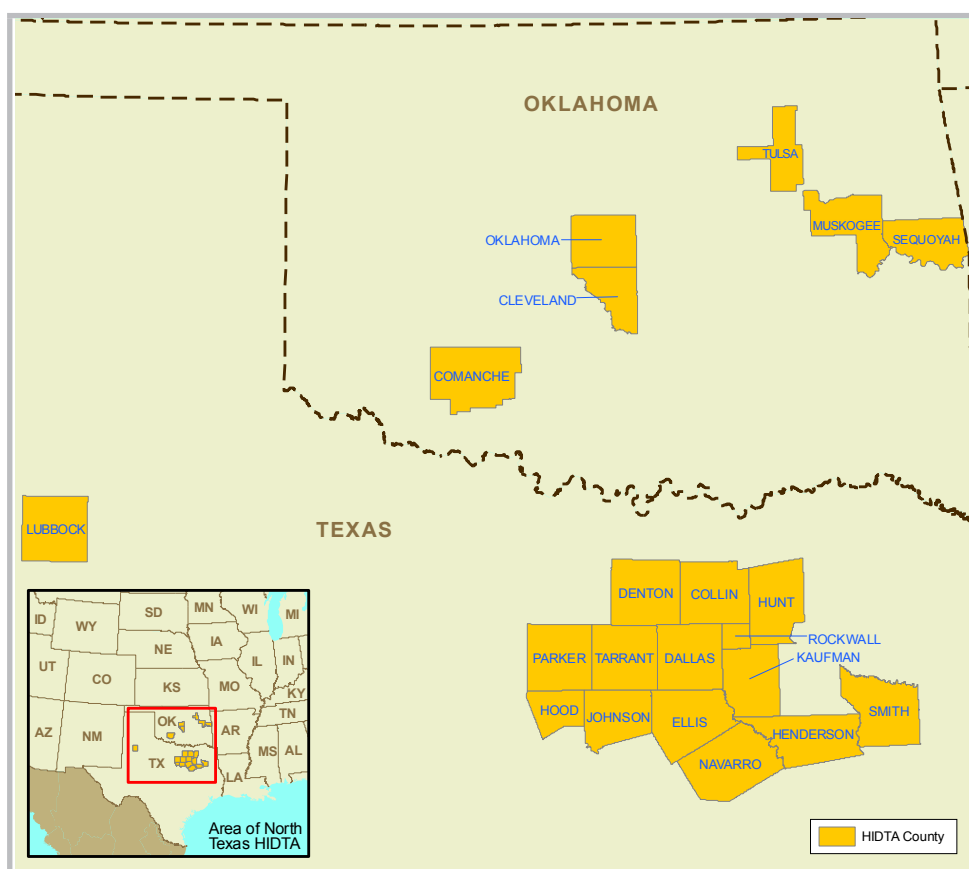 OKLAHOMA
TULSA
MUSKOGEE
SEQUOYAH
OKLAHOMA
CLEVELAND
COMANCHE
LUBBOCK
TEXAS
DENTON
COLLIN
HUNT
ROCKWALL
KAUFMAN
PARKER
TARRANT
DALLAS
HOOD
JOHNSON
ELLIS
NAVARRO
HENDERSON
SMITH
ID
WY
SD
MN
WI
MI
UT
CO
NE
IA
IL
IN
KS
MO
KY
AZ
NM
OK
AR
TN
TX
LA
MS
AL
Area of North
Texas HIDTA
HIDTA County